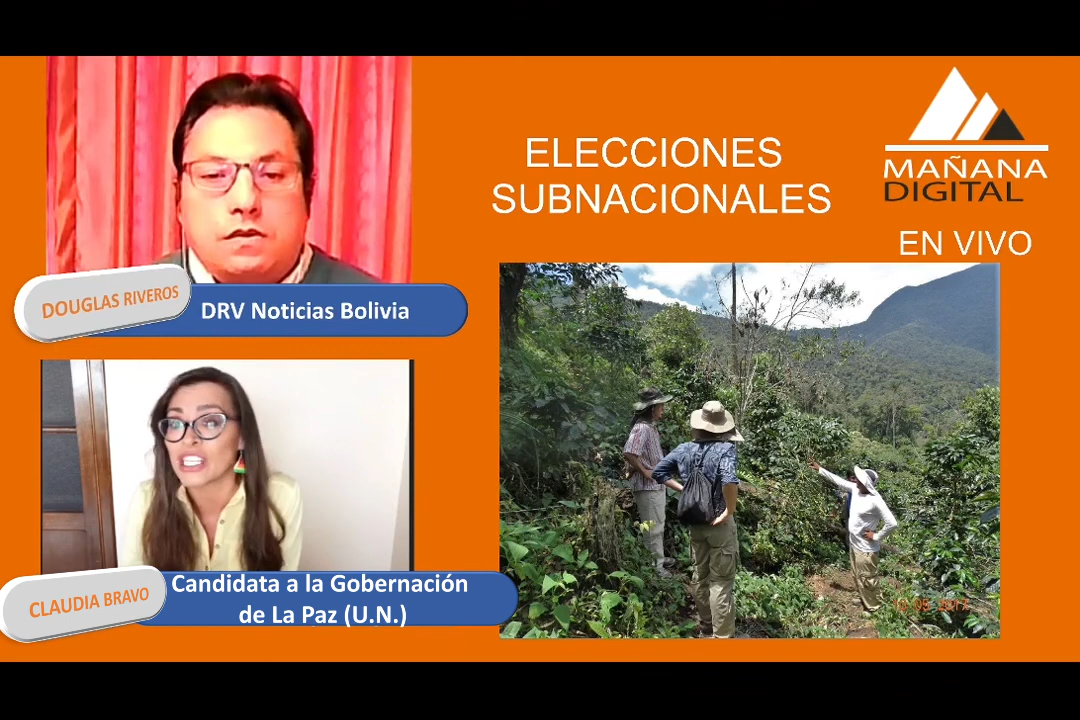 ELECCIONES
SUBNACIONALES
MAÑANA
DIGITAL
EN VIVO
DOUGLAS RIVEROS
DRV Noticias Bolivia
CLAUDIA BRAVO
Candidata a la Gobernación
de La Paz (U.N.)